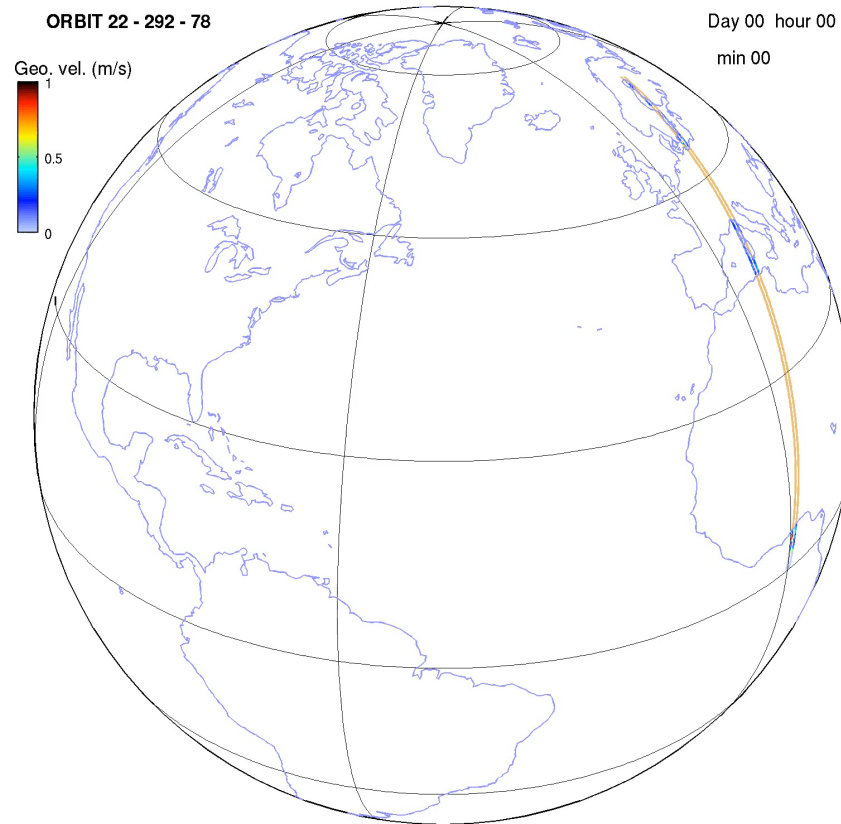 ORBIT 22 - 292 - 78
Day 00 hour 00
min 00
Geo. vel. (m/s)
1
0.5
0